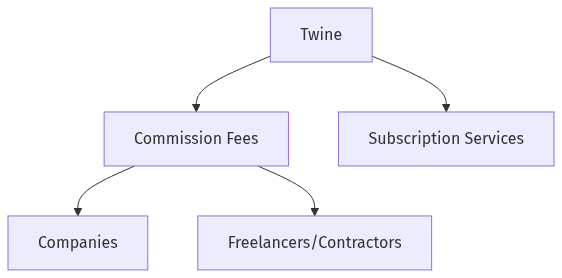 Twine
Commission Fees
Subscription Services
Companies
Freelancers/Contractors